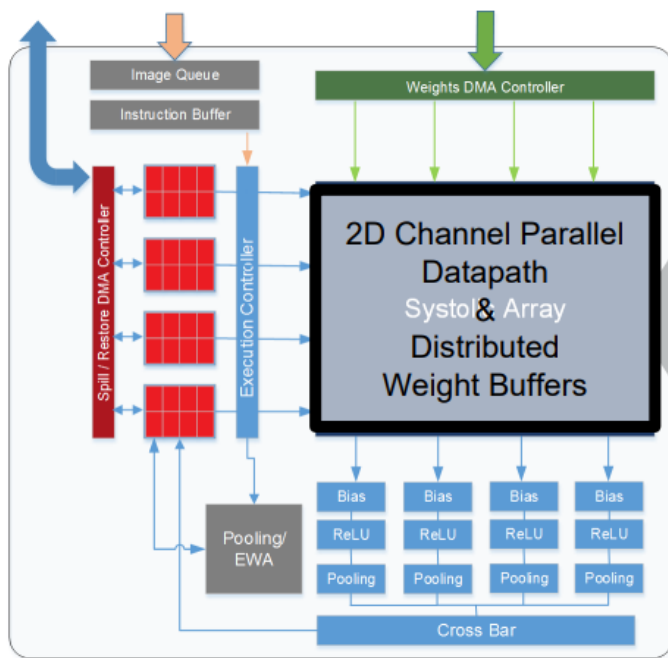 Image Queue
Instruction Buffer
Weights DMA Controller
Spill / Restore DMA Controller
Execution Controller
2D Channel Parallel
Datapath
Systolic Array
&
Distributed
Weight Buffers
Bias
Bias
Bias
Bias
ReLU
ReLU
ReLU
ReLU
Pooling
Pooling
Pooling
Pooling
Pooling/
EWA
Cross Bar